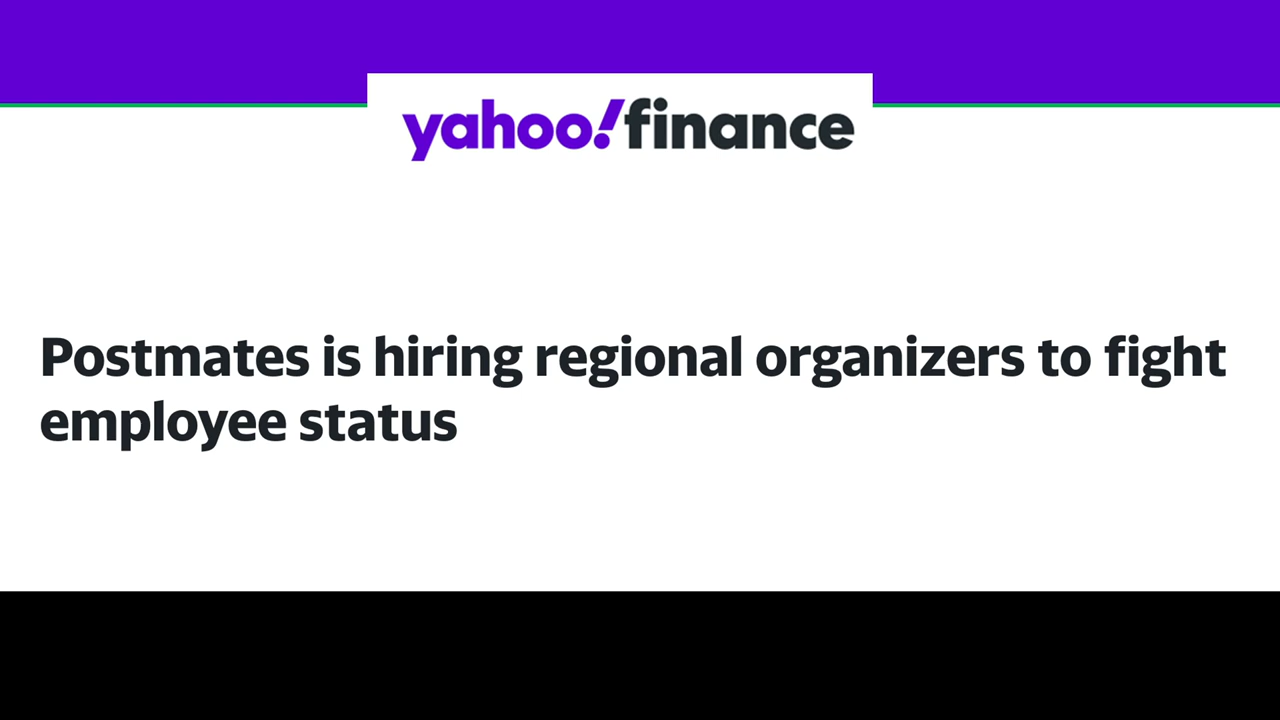 yahoo!finance
Postmates is hiring regional organizers to fight
employee status